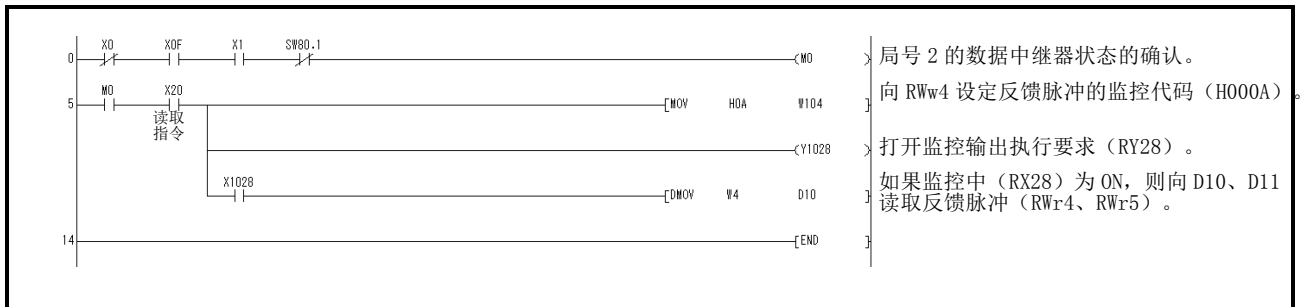 X0 X0F X1 SW80.1
0 (M0 ) 局号 2 的数据中继器状态的确认。
M0 X20
5 [MOV H0A W104 ] 向 RWw4 设定反馈脉冲的监控代码（H000A）。
读取
指令
(Y1028 ) 打开监控输出执行要求（RY28）。
X1028
[DMOV W4 D10 ] 如果监控中（RX28）为 ON，则向 D10、D11
读取反馈脉冲（RWr4、RWr5）。
14 [END ]